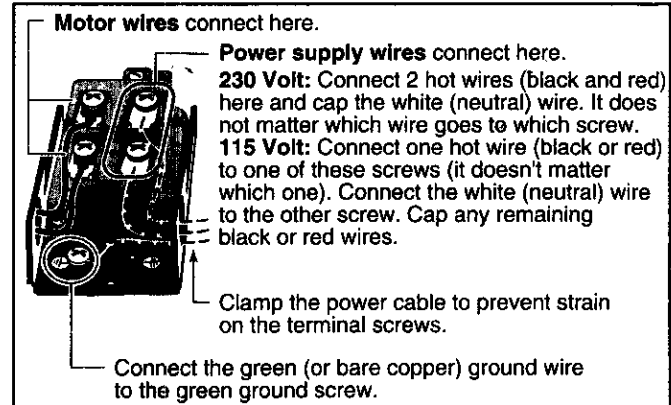 Motor wires connect here.
Power supply wires connect here.
230 Volt: Connect 2 hot wires (black and red)
here and cap the white (neutral) wire. It does
not matter which wire goes to which screw.
115 Volt: Connect one hot wire (black or red)
to one of these screws (it doesn't matter
which one). Connect the white (neutral) wire
to the other screw. Cap any remaining
black or red wires.
Clamp the power cable to prevent strain
on the terminal screws.
Connect the green (or bare copper) ground wire
to the green ground screw.